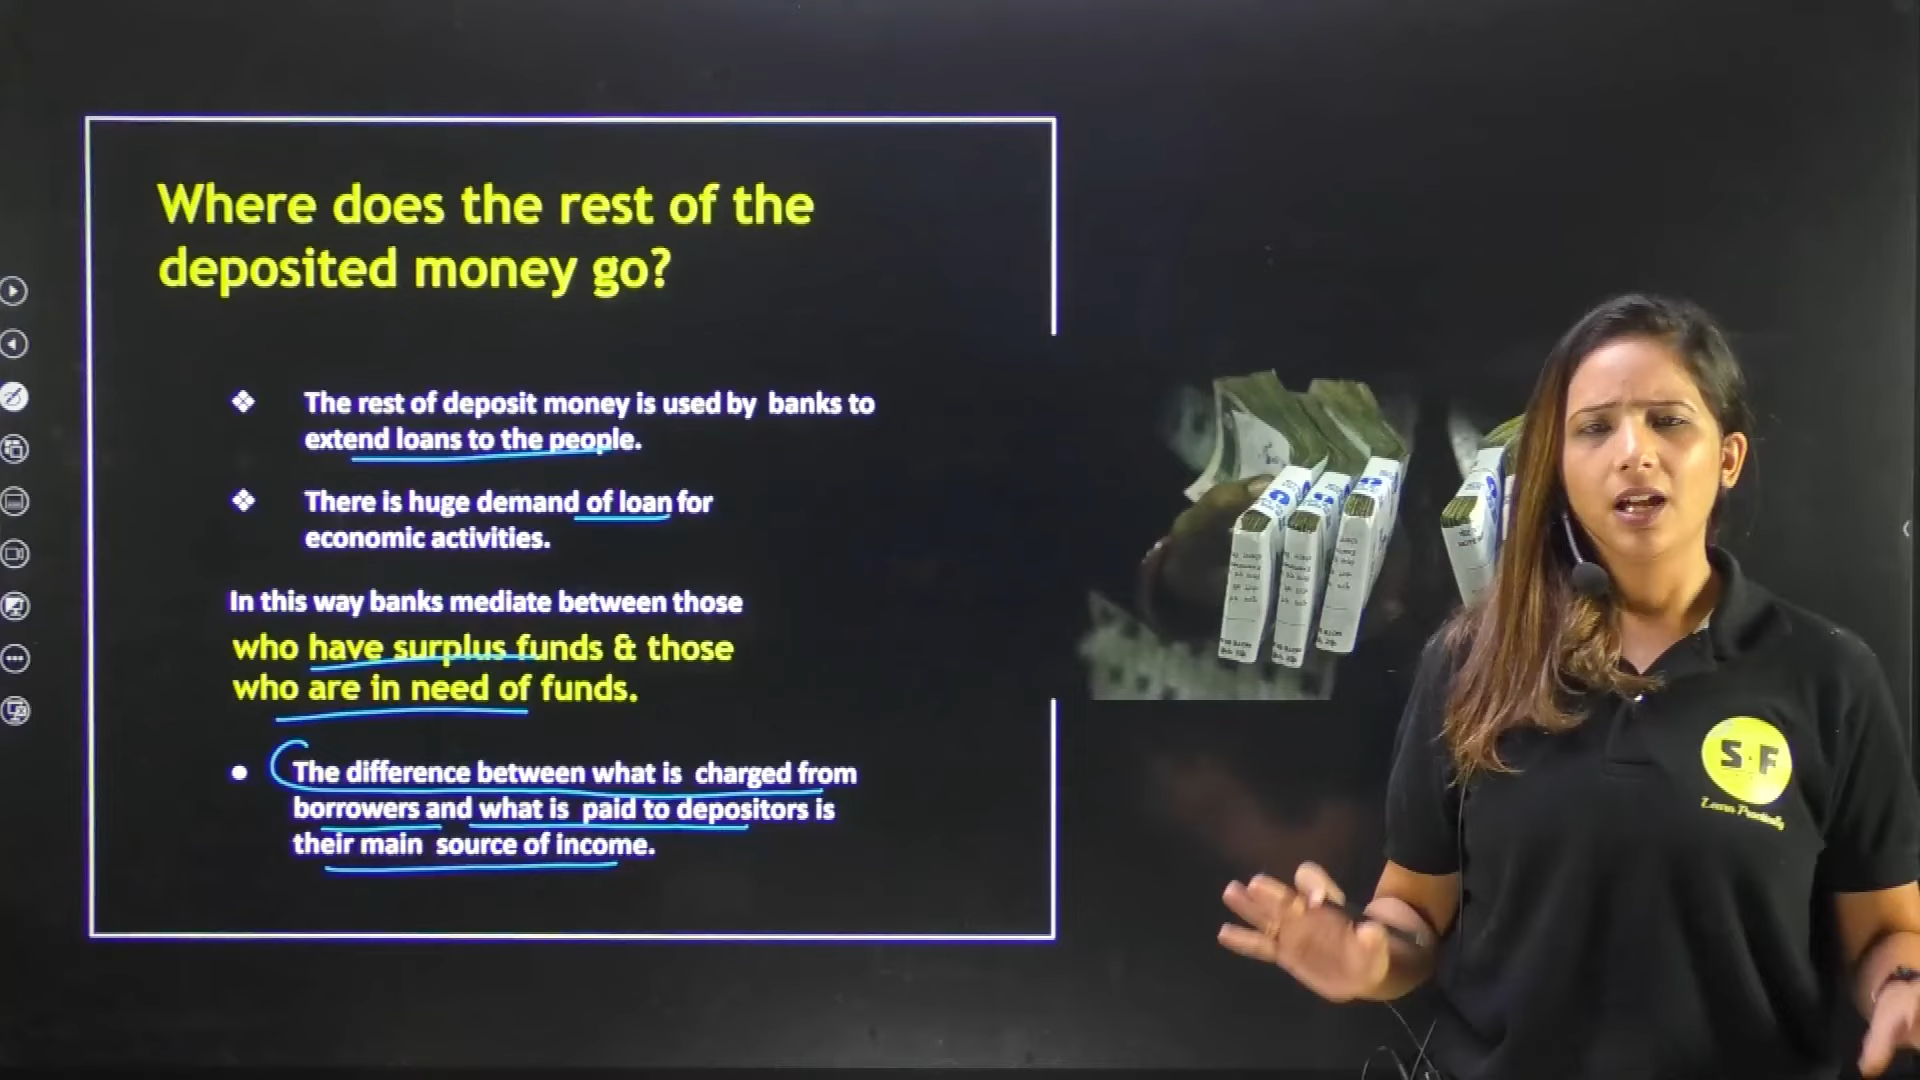 Where does the rest of the
deposited money go?
❖ The rest of deposit money is used by banks to
extend loans to the people.
❖ There is huge demand of loan for
economic activities.
In this way banks mediate between those
who have surplus funds & those
who are in need of funds.
● The difference between what is charged from
borrowers and what is paid to depositors is
their main source of income.
S.F
Learn Practically